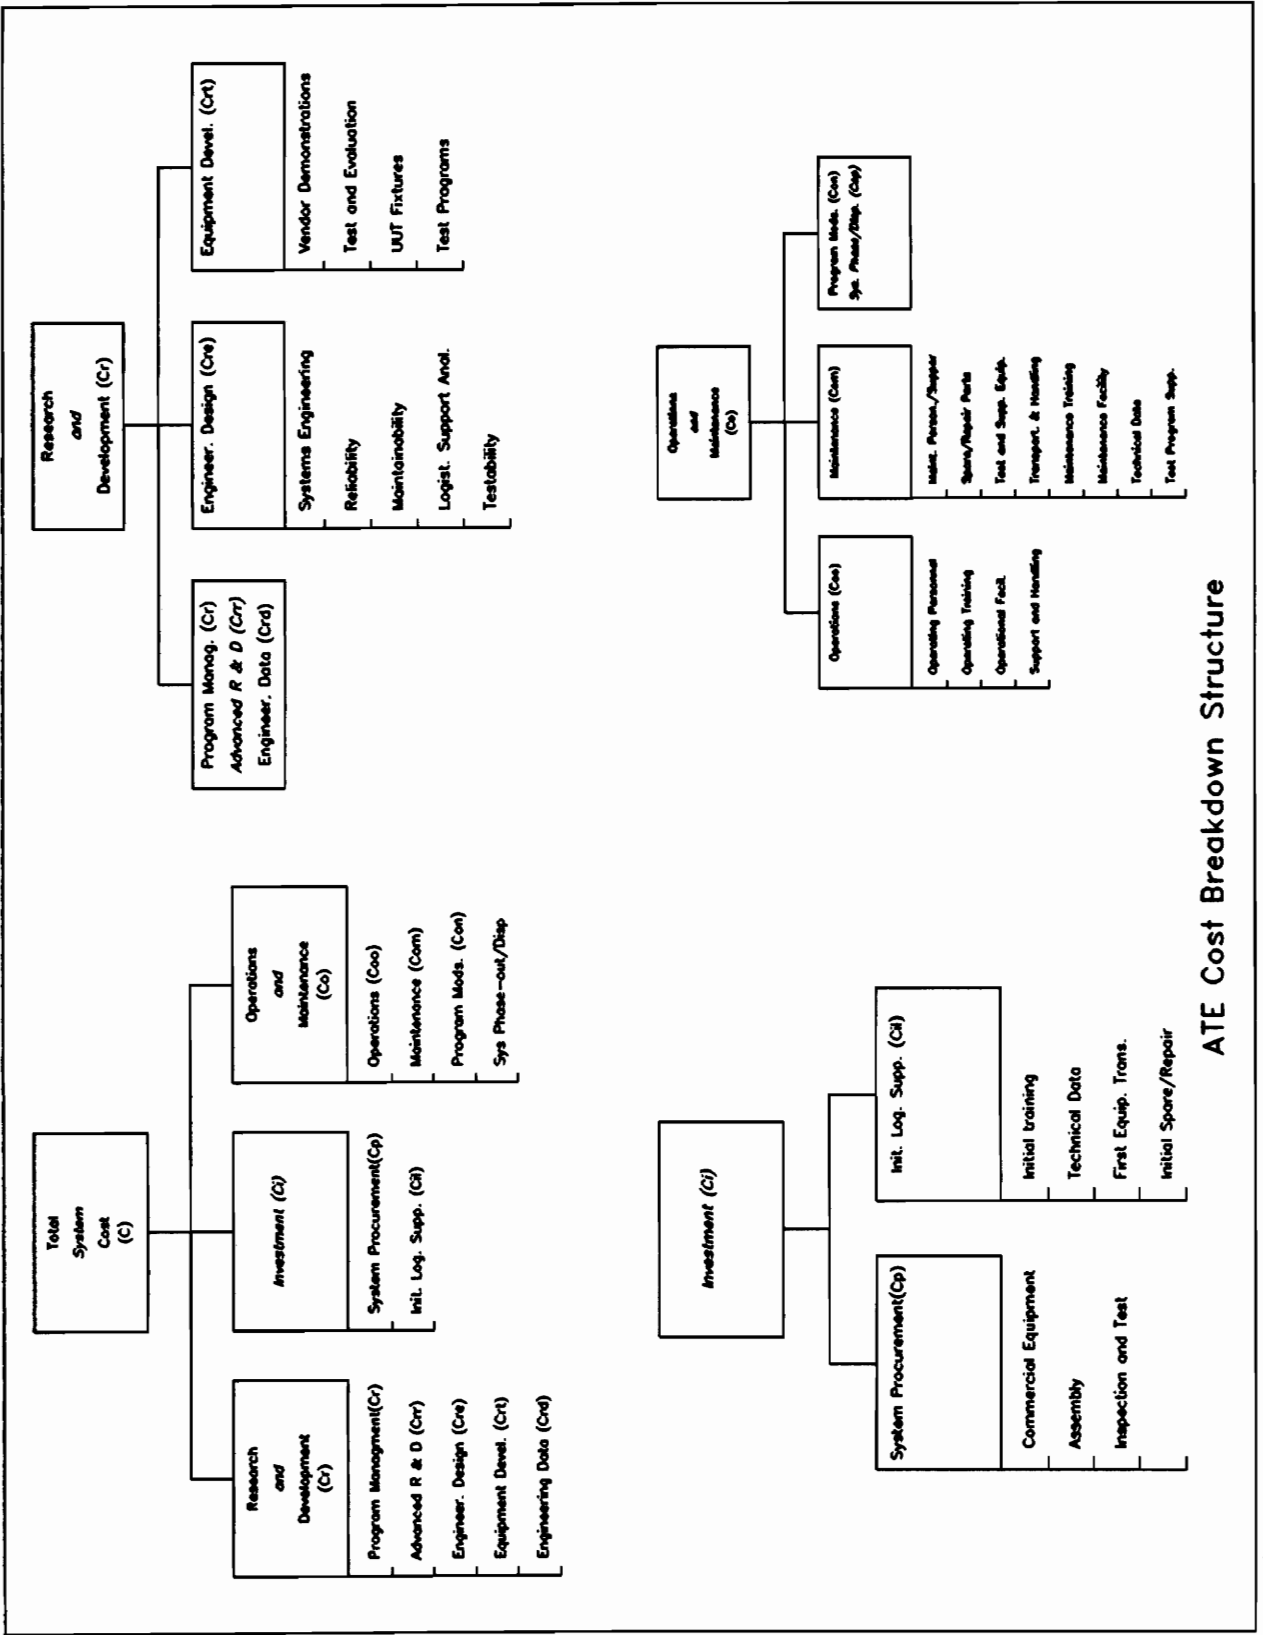 Total
System
Cost
(C)
Research
and
Development
(Cr)
Program Managment(Cr)
Advanced R & D (Crr)
Engineer. Design (Cre)
Equipment Devel. (Crt)
Engineering Data (Crd)
Investment (Ci)
System Procurement(Cp)
Init. Log. Supp. (Cil)
Operations
and
Maintenance
(Co)
Operations (Coo)
Maintenance (Com)
Program Mods. (Con)
Sys Phase-out/Disp
Research
and
Development (Cr)
Program Manag. (Cr)
Advanced R & D (Crr)
Engineer. Data (Crd)
Engineer. Design (Cre)
Systems Engineering
Reliability
Maintainability
Logist. Support Anal.
Testability
Equipment Devel. (Crt)
Vendor Demonstrations
Test and Evaluation
UUT Fixtures
Test Programs
Investment (Ci)
System Procurement(Cp)
Commercial Equipment
Assembly
Inspection and Test
Init. Log. Supp. (Cil)
Initial training
Technical Data
First Equip. Trans.
Initial Spare/Repair
Operations
and
Maintenance
(Co)
Operations (Coo)
Operating Personnel
Operating Training
Operational Facil.
Support and Handling
Maintenance (Com)
Maint. Person./Supper
Spare/Repair Parts
Test and Supp. Equip.
Transport. & Handling
Maintenance Training
Maintenance Facility
Technical Data
Test Program Supp.
Program Mods. (Con)
Sys. Phase/Disp. (Cop)
ATE Cost Breakdown Structure